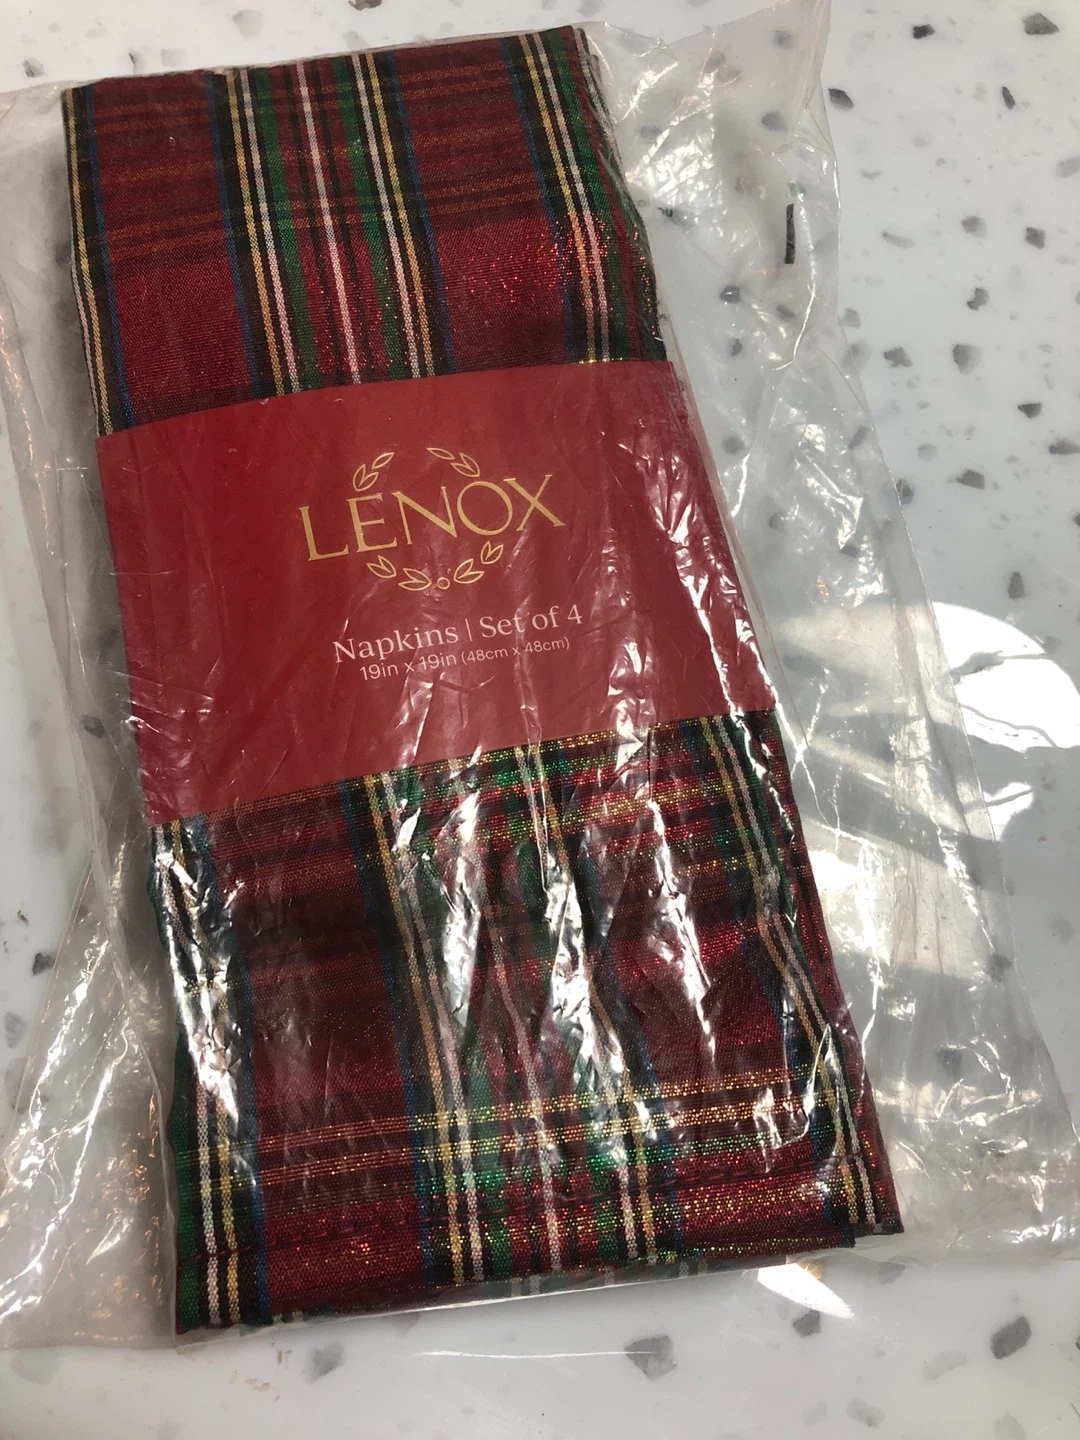 LENOX
Napkins | Set of 4
19in x 19in (48cm x 48cm)